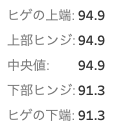 ヒゲの上端: 94.9
上部ヒンジ: 94.9
中央値: 94.9
下部ヒンジ: 91.3
ヒゲの下端: 91.3